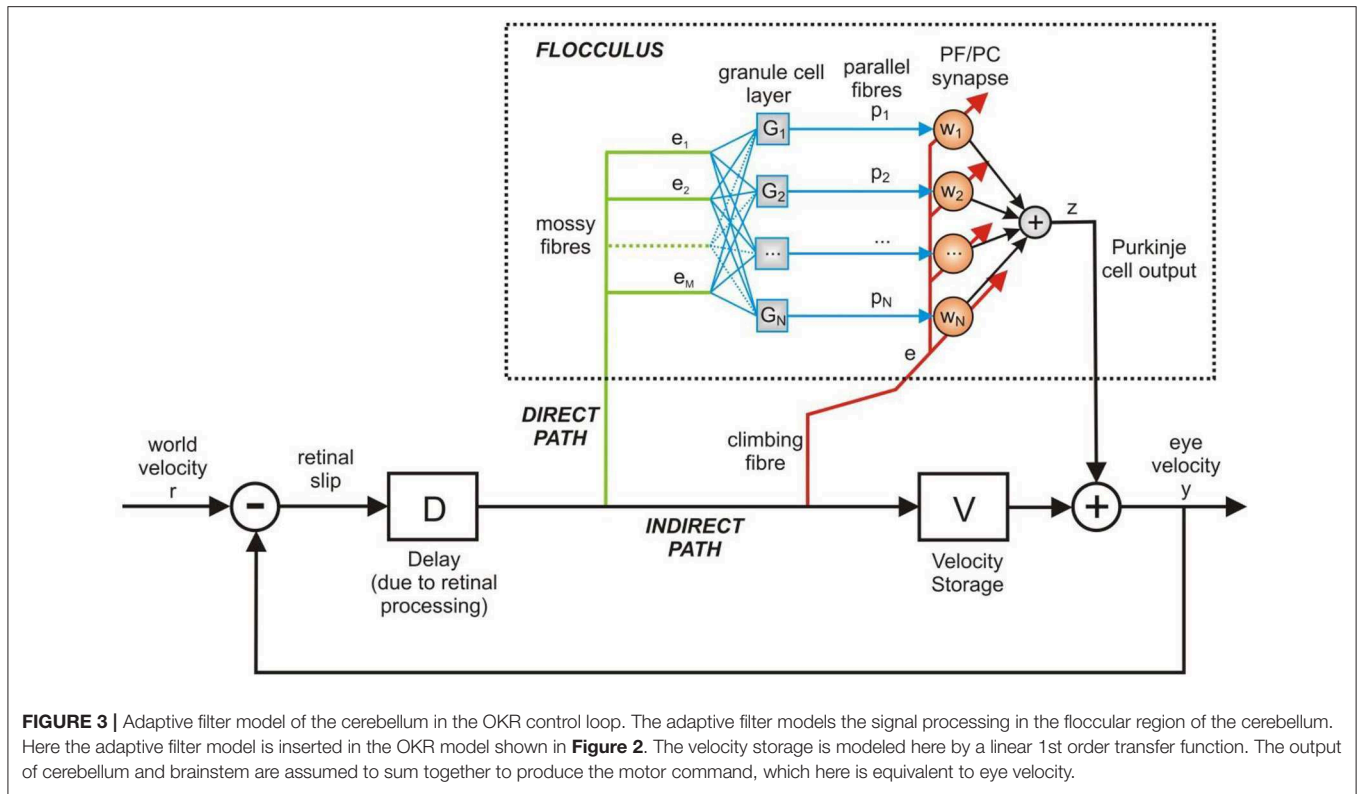 FLOCCULUS
granule cell
layer
parallel
fibres
PF/PC
synapse
mossy
fibres
e1
e2
eM
G1
G2
...
GN
p1
p2
...
pN
w1
w2
...
wN
+
z
Purkinje
cell output
e
DIRECT
PATH
climbing
fibre
world
velocity
r
-
retinal
slip
D
Delay
(due to retinal
processing)
INDIRECT
PATH
V
Velocity
Storage
+
eye
velocity
y
FIGURE 3 | Adaptive filter model of the cerebellum in the OKR control loop. The adaptive filter models the signal processing in the floccular region of the cerebellum.
Here the adaptive filter model is inserted in the OKR model shown in Figure 2. The velocity storage is modeled here by a linear 1st order transfer function. The output
of cerebellum and brainstem are assumed to sum together to produce the motor command, which here is equivalent to eye velocity.